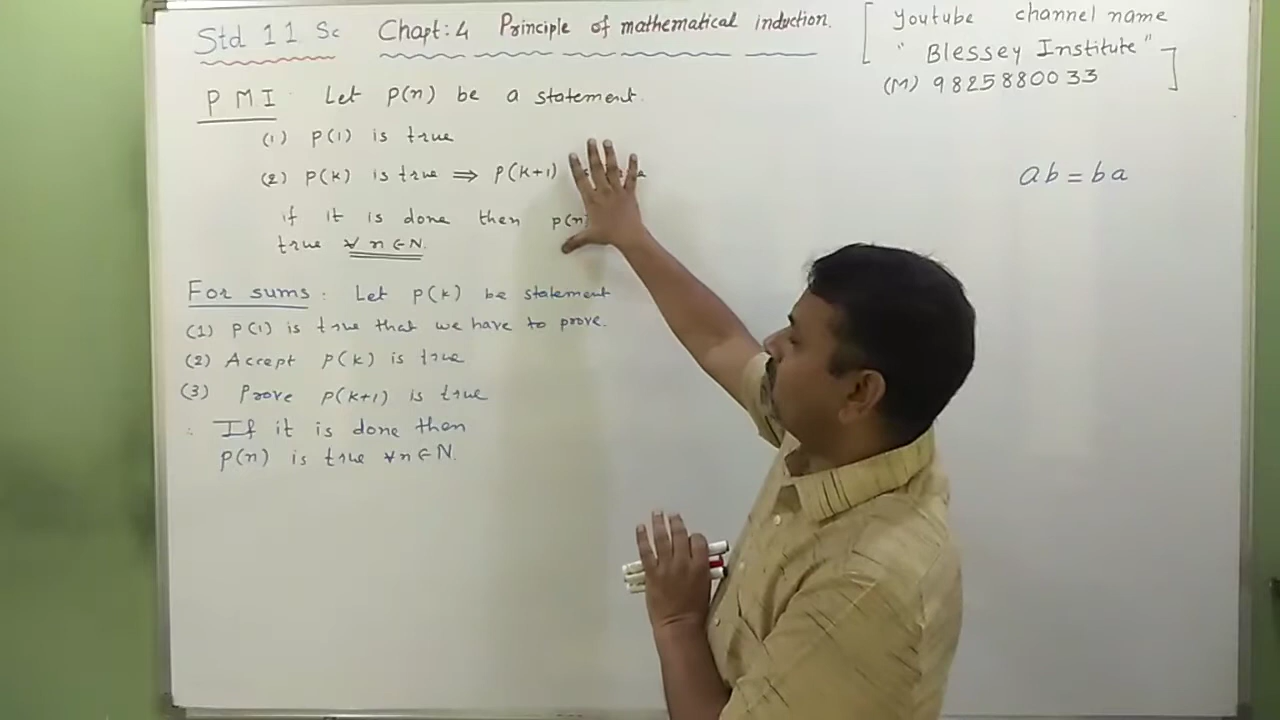 Std 11 Sc Chapt: 4 Principle of mathematical induction.
[ Youtube channel name
" Blessey Institute" ]
(M) 9825880033
PMI Let P(n) be a statement.
(1) P(1) is true
(2) P(k) is true ⟹ P(k+1)
if it is done then P(n)
true ∀ n ∈ N.
ab = ba
For sums : Let P(k) be statement
(1) P(1) is true that we have to prove.
(2) Accept P(k) is true
(3) Prove P(k+1) is true
∴ If it is done then
P(n) is true ∀ n ∈ N.